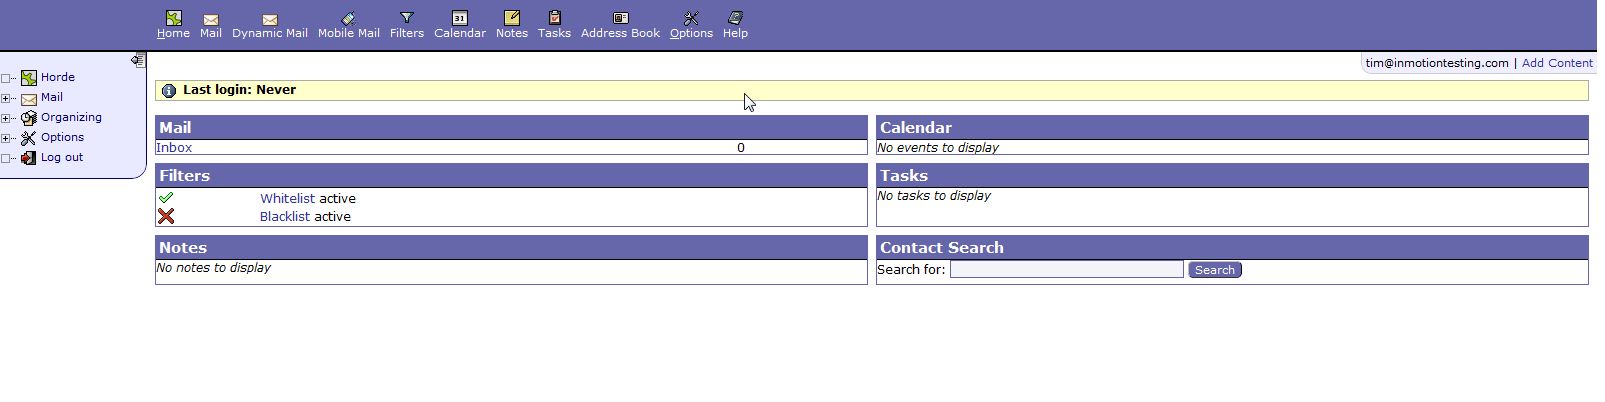 Home Mail Dynamic Mail Mobile Mail Filters 31 Calendar Notes Tasks Address Book Options Help
tim@inmotiontesting.com | Add Content
Horde
Mail
Organizing
Options
Log out
Last login: Never
Mail
Inbox 0
Calendar
No events to display
Filters
Whitelist active
Blacklist active
Tasks
No tasks to display
Notes
No notes to display
Contact Search
Search for: Search